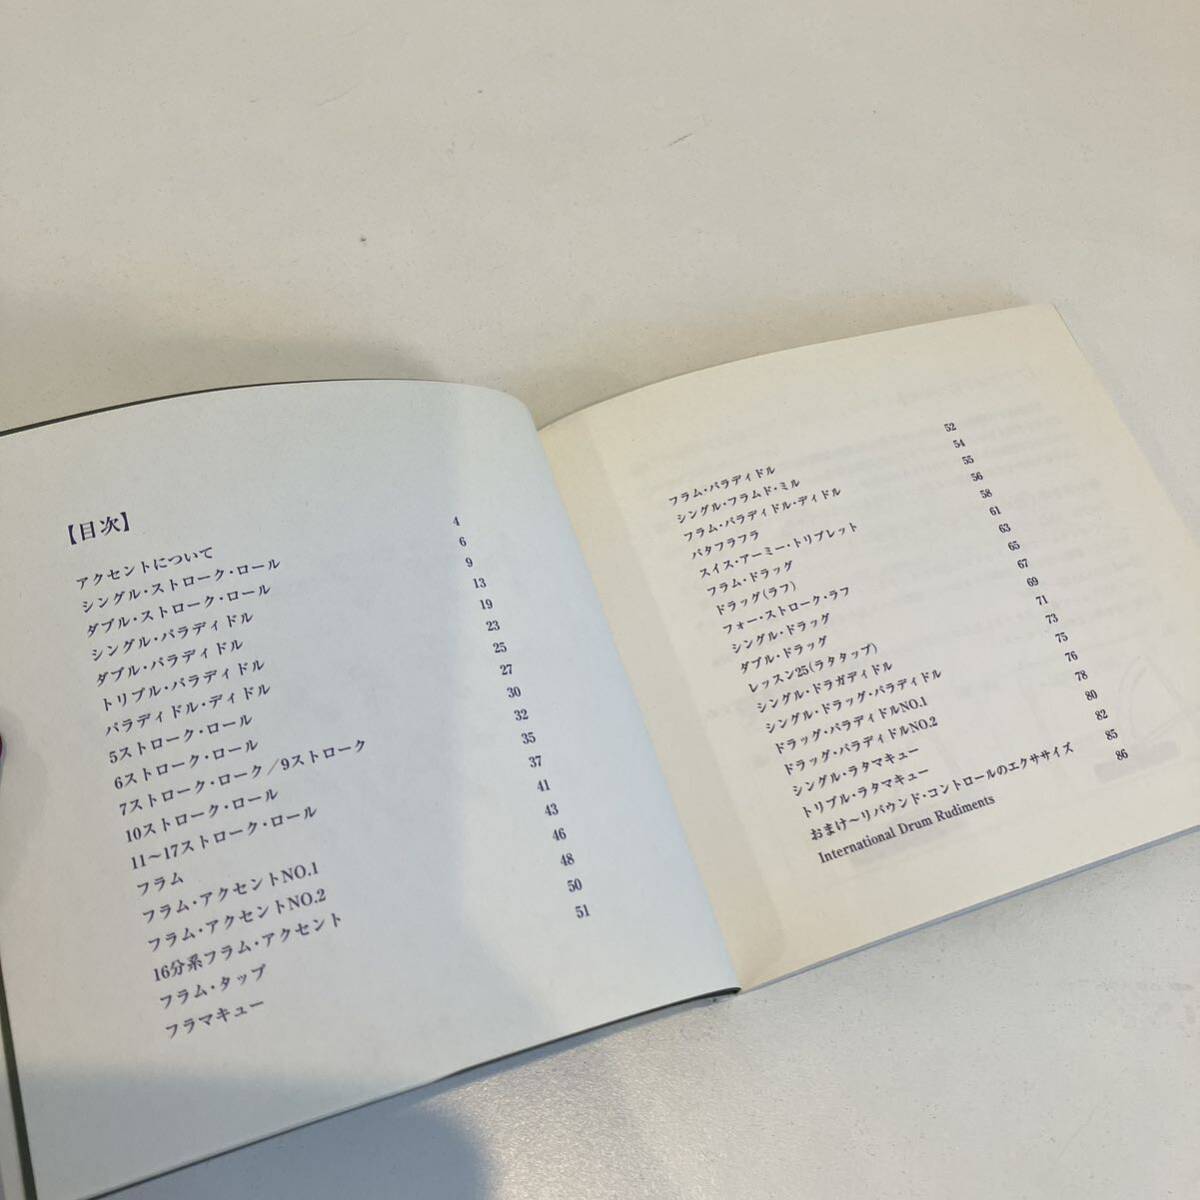 【目次】
アクセントについて 4
シングル・ストローク・ロール 6
ダブル・ストローク・ロール 9
シングル・パラディドル 13
ダブル・パラディドル 19
トリプル・パラディドル 23
パラディドル・ディドル 25
5ストローク・ロール 27
6ストローク・ロール 30
7ストローク・ローク／9ストローク 32
10ストローク・ロール 35
11〜17ストローク・ロール 37
フラム 41
フラム・アクセントNO.1 43
フラム・アクセントNO.2 46
16分系フラム・アクセント 48
フラム・タップ 50
フラマキュー 51
フラム・パラディドル 52
シングル・フラムド・ミル 54
フラム・パラディドル・ディドル 55
パタフラフラ 56
スイス・アーミー・トリプレット 58
フラム・ドラッグ 61
ドラッグ(ラフ) 63
フォー・ストローク・ラフ 65
シングル・ドラッグ 67
ダブル・ドラッグ 69
レッスン25(ラタタップ) 71
シングル・ドラガディドル 73
シングル・ドラッグ・パラディドル 75
ドラッグ・パラディドルNO.1 76
ドラッグ・パラディドルNO.2 78
シングル・ラタマキュー 80
トリプル・ラタマキュー 82
おまけ〜リバウンド・コントロールのエクササイズ 85
International Drum Rudiments 86